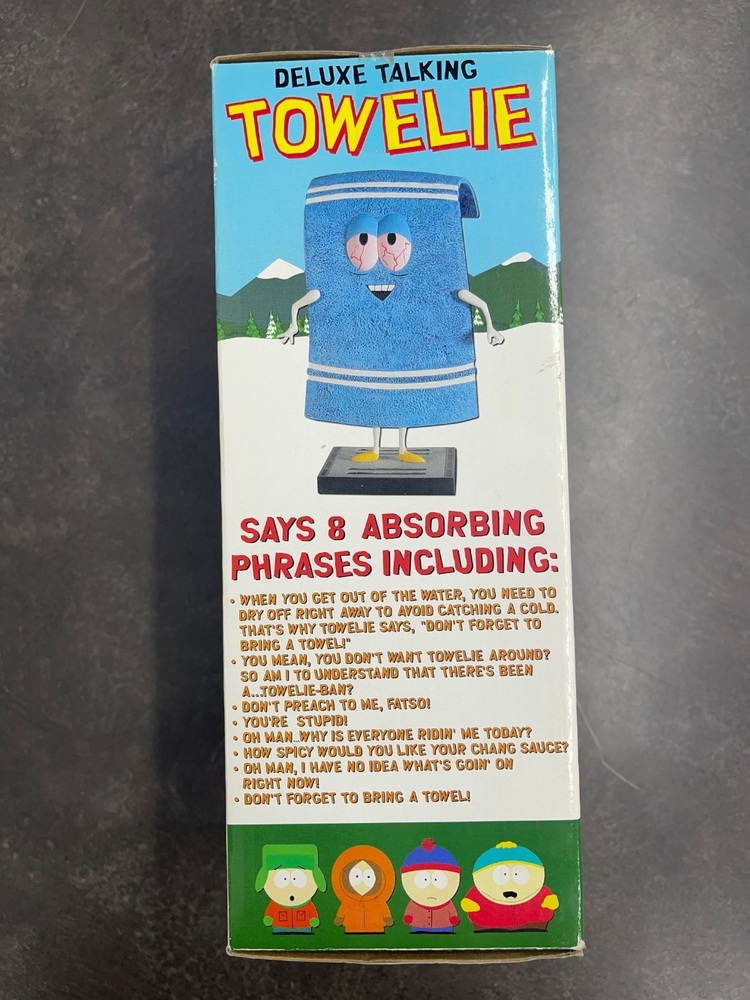 DELUXE TALKING
TOWELIE
SAYS 8 ABSORBING
PHRASES INCLUDING:
• WHEN YOU GET OUT OF THE WATER, YOU NEED TO
DRY OFF RIGHT AWAY TO AVOID CATCHING A COLD.
THAT'S WHY TOWELIE SAYS, "DON'T FORGET TO
BRING A TOWEL!"
• YOU MEAN, YOU DON'T WANT TOWELIE AROUND?
SO AM I TO UNDERSTAND THAT THERE'S BEEN
A...TOWELIE-BAN?
• DON'T PREACH TO ME, FATSO!
• YOU'RE STUPID!
• OH MAN...WHY IS EVERYONE RIDIN' ME TODAY?
• HOW SPICY WOULD YOU LIKE YOUR CHANG SAUCE?
• OH MAN, I HAVE NO IDEA WHAT'S GOIN' ON
RIGHT NOW!
• DON'T FORGET TO BRING A TOWEL!